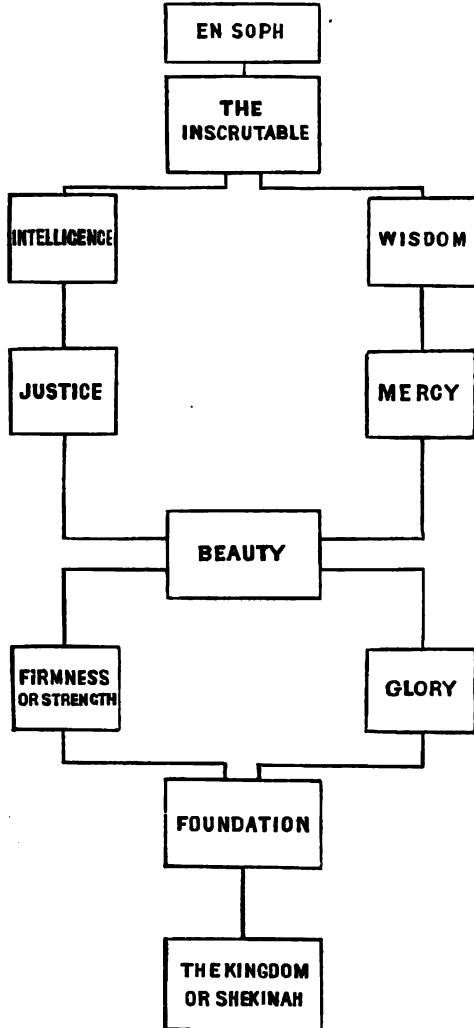 EN SOPH
THE
INSCRUTABLE
INTELLIGENCE
WISDOM
JUSTICE
MERCY
BEAUTY
FIRMNESS
OR STRENGTH
GLORY
FOUNDATION
THE KINGDOM
OR SHEKINAH